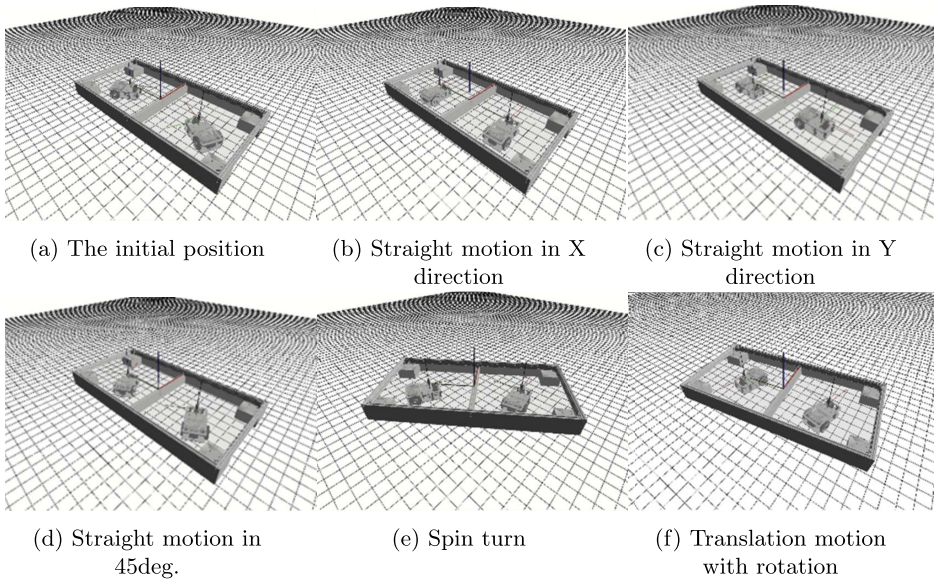 (a) The initial position
(b) Straight motion in X
direction
(c) Straight motion in Y
direction
(d) Straight motion in
45deg.
(e) Spin turn
(f) Translation motion
with rotation